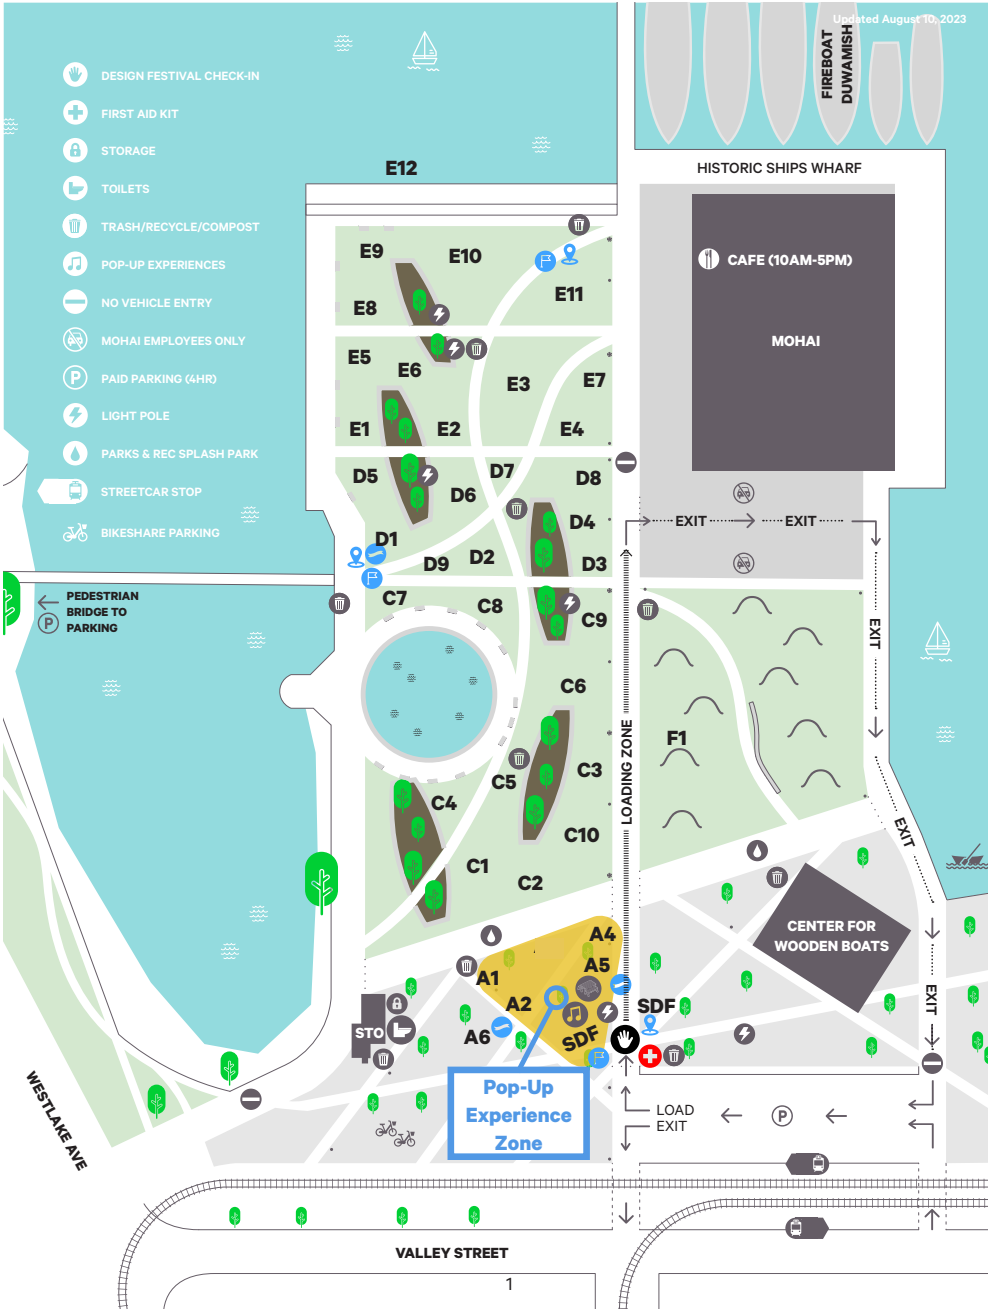 Updated August 10, 2023
DESIGN FESTIVAL CHECK-IN
FIRST AID KIT
STORAGE
TOILETS
TRASH/RECYCLE/COMPOST
POP-UP EXPERIENCES
NO VEHICLE ENTRY
MOHAI EMPLOYEES ONLY
P PAID PARKING (4HR)
LIGHT POLE
PARKS & REC SPLASH PARK
STREETCAR STOP
BIKESHARE PARKING
FIREBOAT
DUWAMISH
E12
HISTORIC SHIPS WHARF
E9
E10
CAFE (10AM-5PM)
E11
E8
MOHAI
E5
E6
E3
E7
E1
E2
E4
D5
D7
D8
D6
D4
EXIT
EXIT
D1
D9
D2
D3
PEDESTRIAN
BRIDGE TO
P PARKING
C7
C8
C9
EXIT
C6
F1
LOADING ZONE
C5
C3
C4
C10
EXIT
C1
C2
CENTER FOR
WOODEN BOATS
A4
A1
A5
A2
EXIT
SDF
STO
A6
SDF
Pop-Up
Experience
Zone
LOAD
EXIT
P
WESTLAKE AVE
VALLEY STREET
1